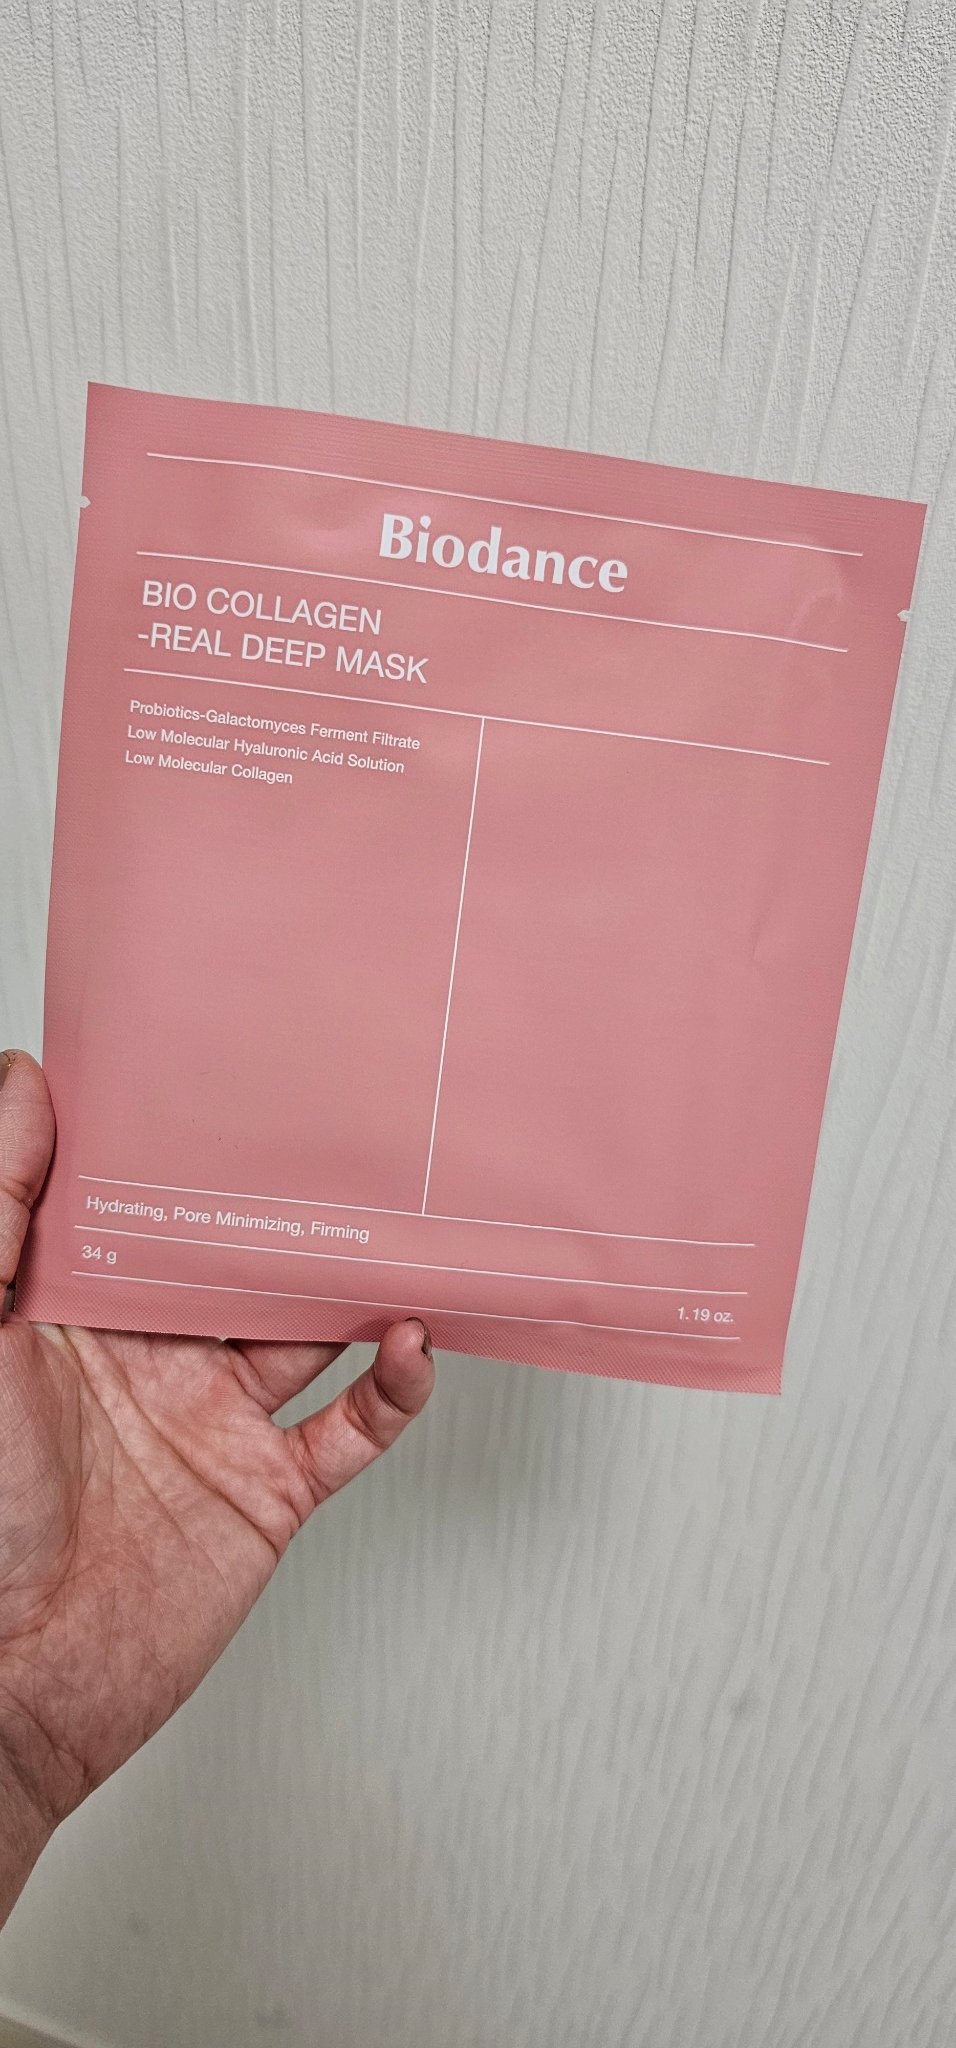 Biodance
BIO COLLAGEN
-REAL DEEP MASK
Probiotics-Galactomyces Ferment Filtrate
Low Molecular Hyaluronic Acid Solution
Low Molecular Collagen
Hydrating, Pore Minimizing, Firming
34 g
1.19 oz.